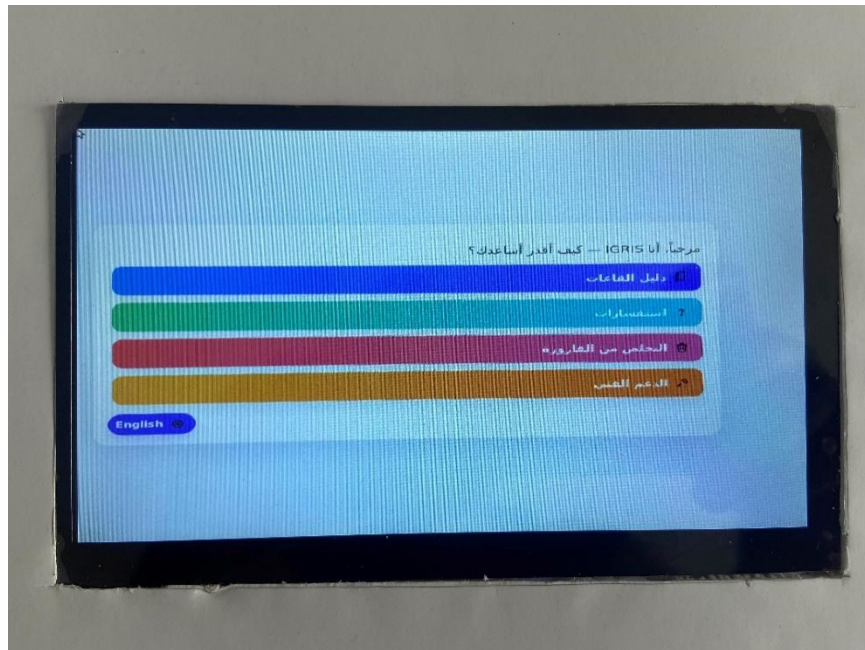 مرحباً، أنا IGRIS — كيف أقدر أساعدك؟
دليل القاعات
استفسارات
التخلص من القارورة
الدعم الفني
English